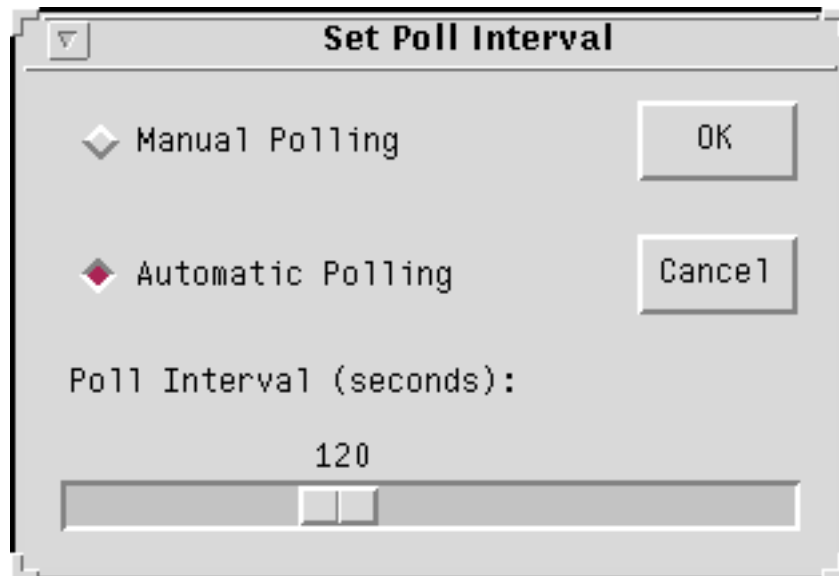 Set Poll Interval
Manual Polling
OK
Automatic Polling
Cancel
Poll Interval (seconds):
120